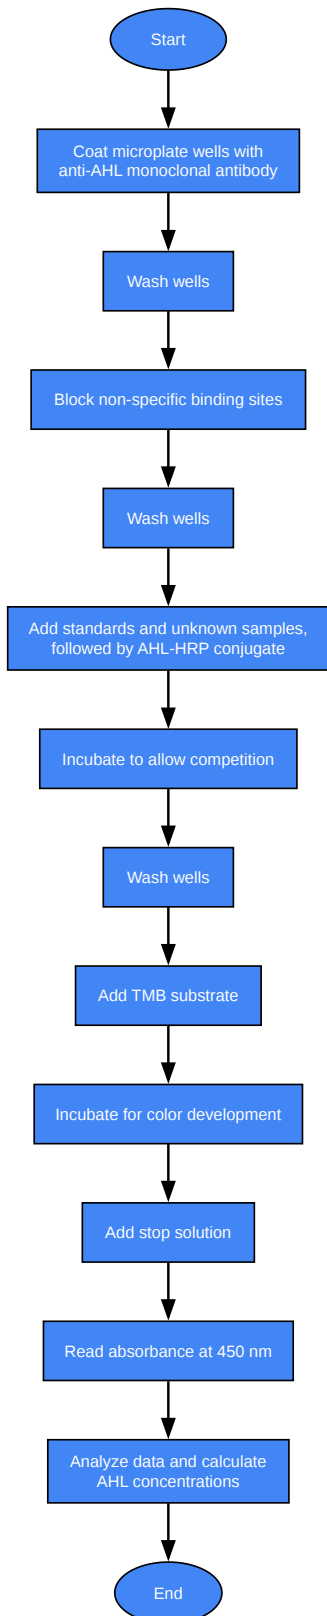 Start
Coat microplate wells with
anti-AHL monoclonal antibody
Wash wells
Block non-specific binding sites
Wash wells
Add standards and unknown samples,
followed by AHL-HRP conjugate
Incubate to allow competition
Wash wells
Add TMB substrate
Incubate for color development
Add stop solution
Read absorbance at 450 nm
Analyze data and calculate
AHL concentrations
End